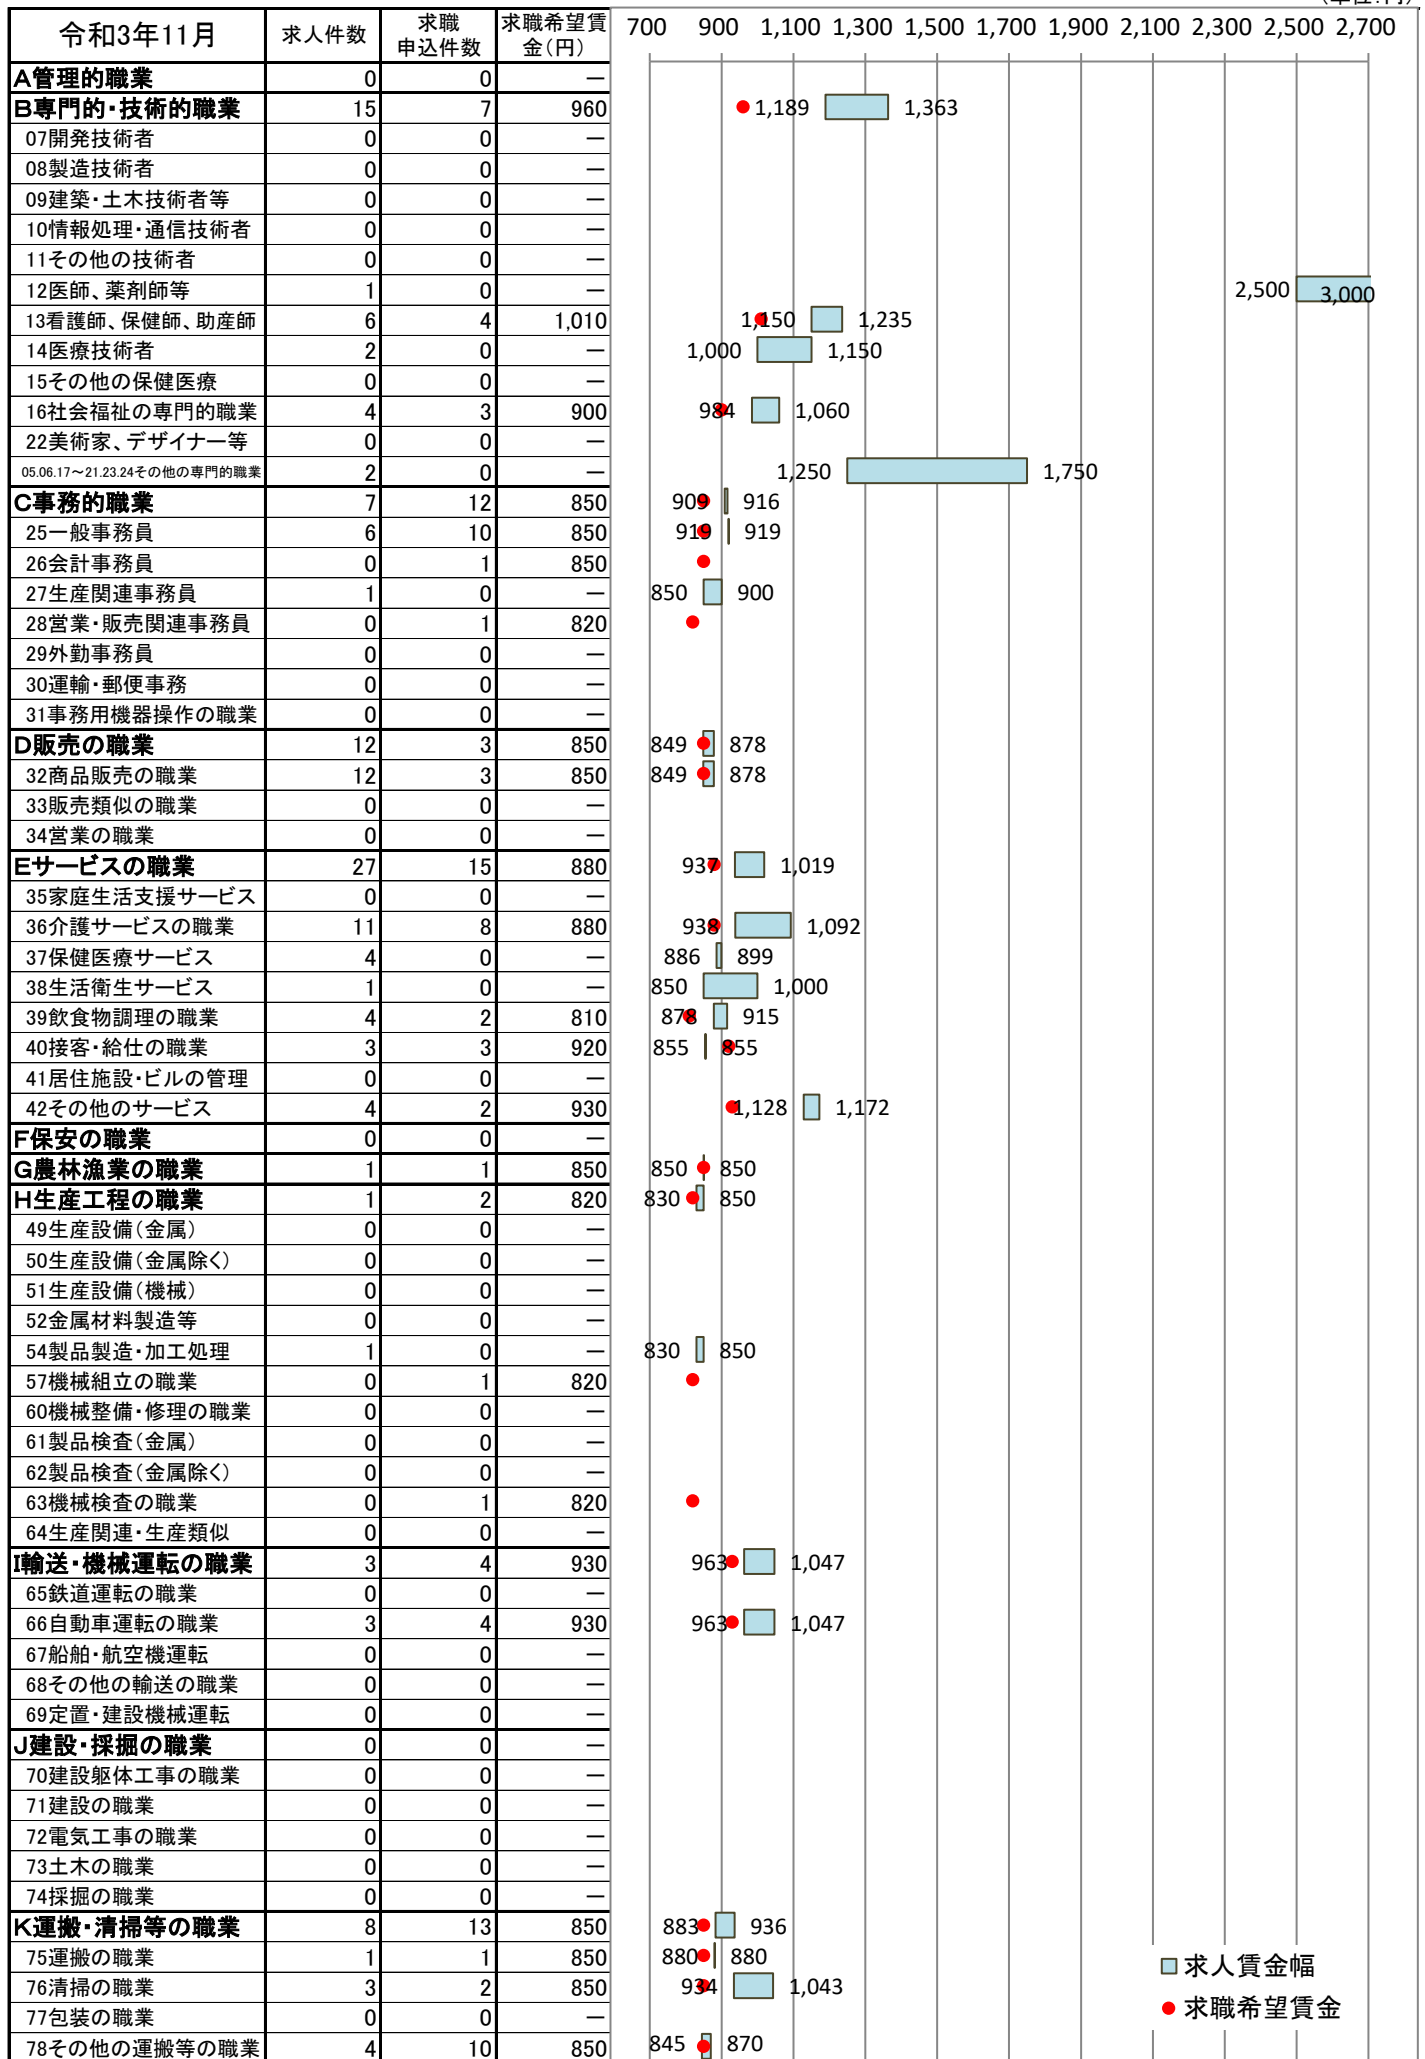 (単位:円)
令和3年11月 求人件数 求職申込件数 求職希望賃金(円) 700 900 1,100 1,300 1,500 1,700 1,900 2,100 2,300 2,500 2,700
A管理的職業 0 0 －
B専門的・技術的職業 15 7 960 1,189 1,363
07開発技術者 0 0 －
08製造技術者 0 0 －
09建築・土木技術者等 0 0 －
10情報処理・通信技術者 0 0 －
11その他の技術者 0 0 －
12医師、薬剤師等 1 0 － 2,500 3,000
13看護師、保健師、助産師 6 4 1,010 1,150 1,235
14医療技術者 2 0 － 1,000 1,150
15その他の保健医療 0 0 －
16社会福祉の専門的職業 4 3 900 984 1,060
22美術家、デザイナー等 0 0 －
05.06.17～21.23.24その他の専門的職業 2 0 － 1,250 1,750
C事務的職業 7 12 850 909 916
25一般事務員 6 10 850 919 919
26会計事務員 0 1 850
27生産関連事務員 1 0 － 850 900
28営業・販売関連事務員 0 1 820
29外勤事務員 0 0 －
30運輸・郵便事務 0 0 －
31事務用機器操作の職業 0 0 －
D販売の職業 12 3 850 849 878
32商品販売の職業 12 3 850 849 878
33販売類似の職業 0 0 －
34営業の職業 0 0 －
Eサービスの職業 27 15 880 937 1,019
35家庭生活支援サービス 0 0 －
36介護サービスの職業 11 8 880 938 1,092
37保健医療サービス 4 0 － 886 899
38生活衛生サービス 1 0 － 850 1,000
39飲食物調理の職業 4 2 810 878 915
40接客・給仕の職業 3 3 920 855 855
41居住施設・ビルの管理 0 0 －
42その他のサービス 4 2 930 1,128 1,172
F保安の職業 0 0 －
G農林漁業の職業 1 1 850 850 850
H生産工程の職業 1 2 820 830 850
49生産設備(金属) 0 0 －
50生産設備(金属除く) 0 0 －
51生産設備(機械) 0 0 －
52金属材料製造等 0 0 －
54製品製造・加工処理 1 0 － 830 850
57機械組立の職業 0 1 820
60機械整備・修理の職業 0 0 －
61製品検査(金属) 0 0 －
62製品検査(金属除く) 0 0 －
63機械検査の職業 0 1 820
64生産関連・生産類似 0 0 －
I輸送・機械運転の職業 3 4 930 963 1,047
65鉄道運転の職業 0 0 －
66自動車運転の職業 3 4 930 963 1,047
67船舶・航空機運転 0 0 －
68その他の輸送の職業 0 0 －
69定置・建設機械運転 0 0 －
J建設・採掘の職業 0 0 －
70建設躯体工事の職業 0 0 －
71建設の職業 0 0 －
72電気工事の職業 0 0 －
73土木の職業 0 0 －
74採掘の職業 0 0 －
K運搬・清掃等の職業 8 13 850 883 936
75運搬の職業 1 1 850 880 880
76清掃の職業 3 2 850 934 1,043
77包装の職業 0 0 －
78その他の運搬等の職業 4 10 850 845 870
求人賃金幅
求職希望賃金